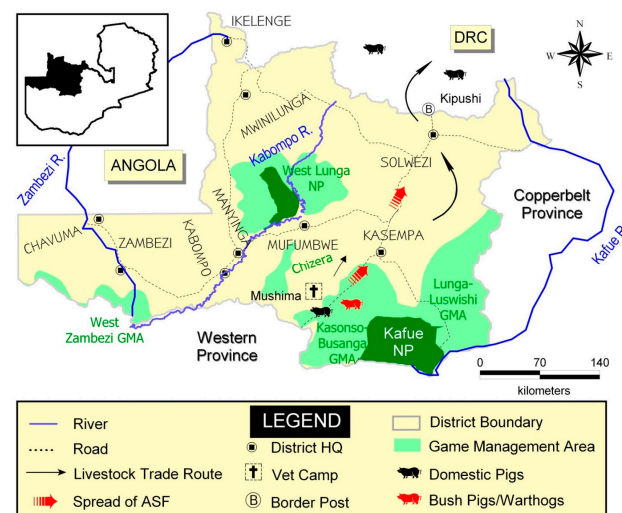 IKELENGE
DRC
N
W
E
S
Kipushi
B
MWINILUNGA
Kabompo R.
Zambezi R.
ANGOLA
SOLWEZI
West Lunga
NP
Copperbelt
Province
MANYINGA
CHAVUMA
ZAMBEZI
KABOMPO
MUFUMBWE
KASEMPA
Kafue R.
Chizera
Mushima
Lunga-
Luswishi
GMA
West
Zambezi GMA
Western
Province
Kasonso-
Busanga
GMA
Kafue
NP
0 70 140
kilometers
LEGEND
River
Road
Livestock Trade Route
Spread of ASF
District HQ
Vet Camp
B
Border Post
District Boundary
Game Management Area
Domestic Pigs
Bush Pigs/Warthogs